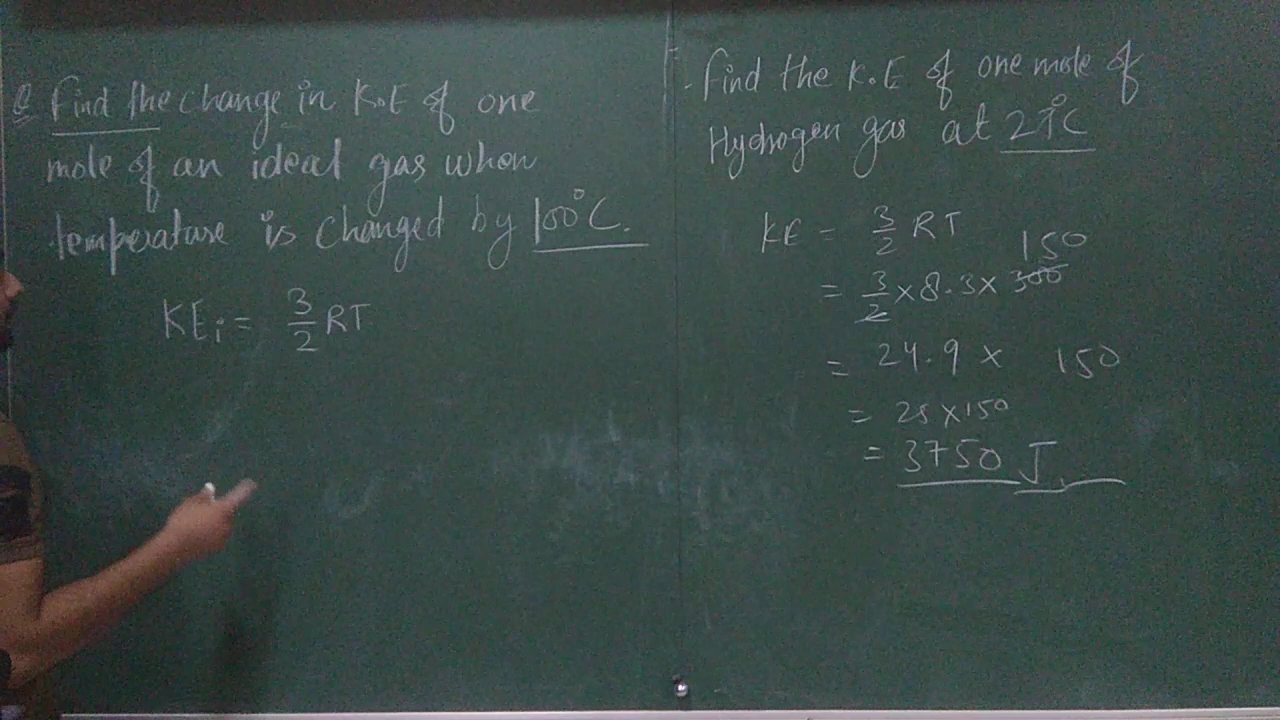 Q Find the change in K.E of one
mole of an ideal gas when
temperature is changed by 100°C.
KEi = 3/2 RT
- Find the K.E of one mole of
Hydrogen gas at 27°C
KE = 3/2 RT
150
= 3/2 × 8.3 × 300
= 24.9 × 150
= 25 × 150
= 3750 J